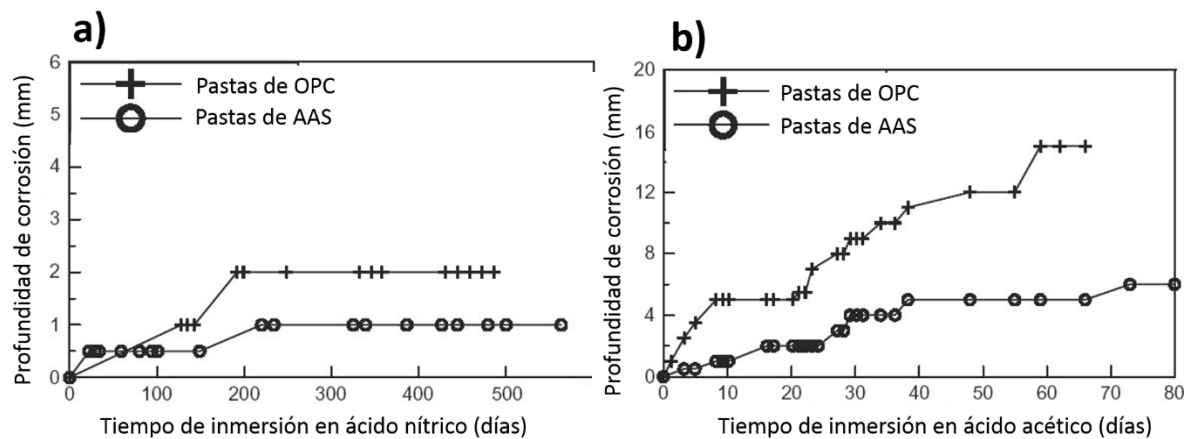 a)
6
5
4
3
2
1
0
Pastas de OPC
Pastas de AAS
Profundidad de corrosión (mm)
0 100 200 300 400 500
Tiempo de inmersión en ácido nítrico (días)
b)
20
16
12
8
4
0
Pastas de OPC
Pastas de AAS
Profundidad de corrosión (mm)
0 10 20 30 40 50 60 70 80
Tiempo de inmersión en ácido acético (días)